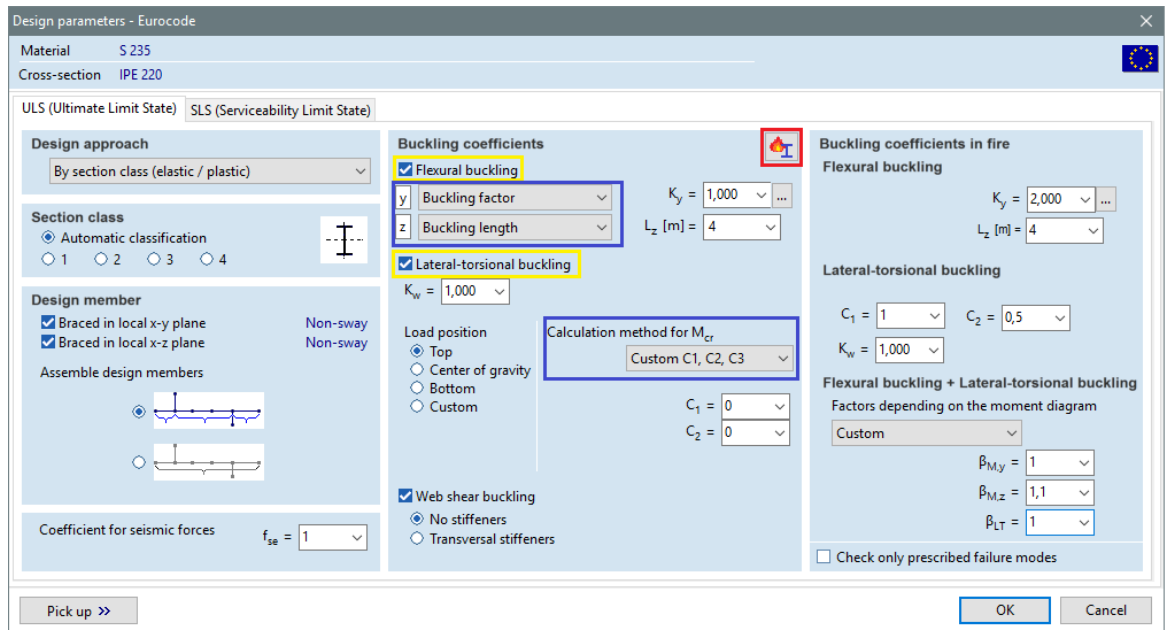 Design parameters - Eurocode
Material S 235
Cross-section IPE 220
ULS (Ultimate Limit State) SLS (Serviceability Limit State)
Design approach
By section class (elastic / plastic)
Section class
Automatic classification
1 2 3 4
Design member
Braced in local x-y plane Non-sway
Braced in local x-z plane Non-sway
Assemble design members
Coefficient for seismic forces fse = 1
Buckling coefficients
Flexural buckling
y Buckling factor Ky = 1,000 ...
z Buckling length Lz [m] = 4
Lateral-torsional buckling
Kw = 1,000
Load position
Top
Center of gravity
Bottom
Custom
Calculation method for Mcr
Custom C1, C2, C3
C1 = 0
C2 = 0
Web shear buckling
No stiffeners
Transversal stiffeners
Buckling coefficients in fire
Flexural buckling
Ky = 2,000 ...
Lz [m] = 4
Lateral-torsional buckling
C1 = 1 C2 = 0,5
Kw = 1,000
Flexural buckling + Lateral-torsional buckling
Factors depending on the moment diagram
Custom
βM,y = 1
βM,z = 1,1
βLT = 1
Check only prescribed failure modes
Pick up >> OK Cancel